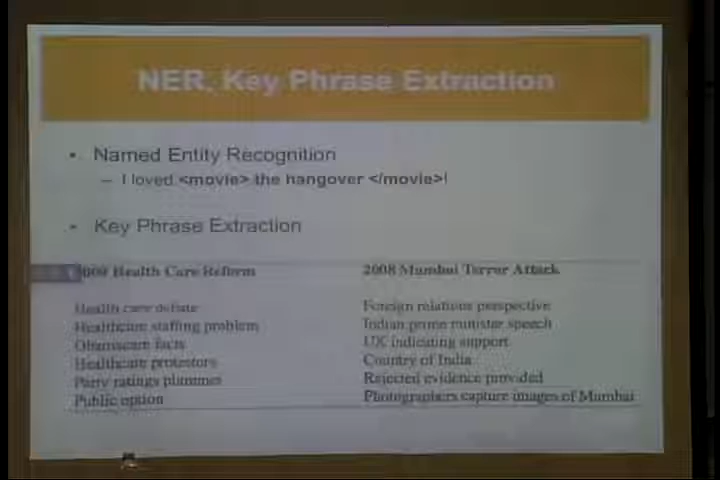 NER, Key Phrase Extraction
• Named Entity Recognition
– I loved <movie> the hangover </movie>!
• Key Phrase Extraction
2009 Health Care Reform
2008 Mumbai Terror Attack
Health care debate
Foreign relations perspective
Healthcare staffing problem
Indian prime minister speech
Obamacare facts
UK indicating support
Healthcare protestors
Country of India
Party ratings plummet
Rejected evidence provided
Public option
Photographers capture images of Mumbai